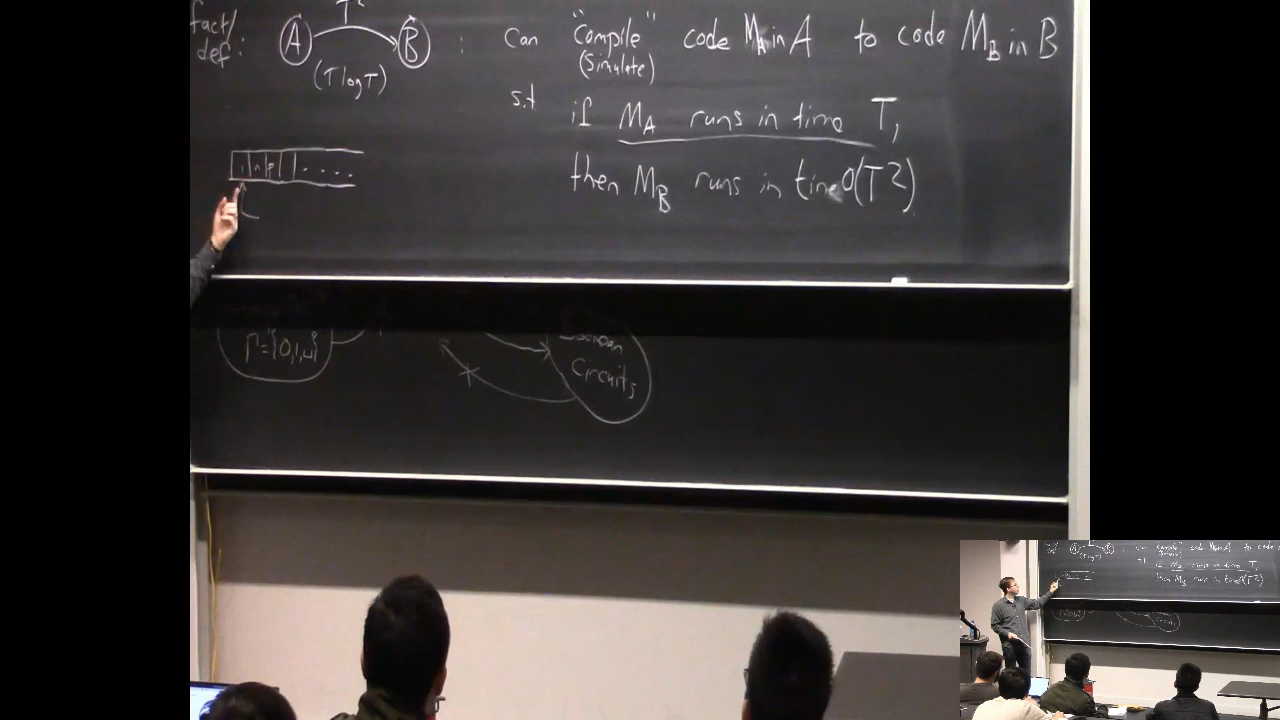 fact/
def:
A T² B
(T log T)
: Can "compile" code M_A in A to code M_B in B
(simulate)
s.t if M_A runs in time T,
then M_B runs in time O(T²)
i n p . . . .
Γ={0,1,⊔}
Boolean
Circuits